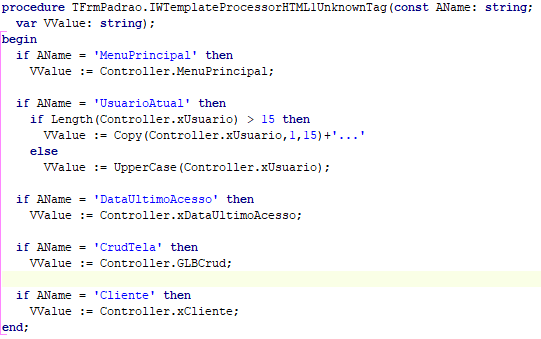 procedure TFrmPadrao.IWTemplateProcessorHTML1UnknownTag(const AName: string;
  var VValue: string);
begin
  if AName = 'MenuPrincipal' then
    VValue := Controller.MenuPrincipal;
  if AName = 'UsuarioAtual' then
    if Length(Controller.xUsuario) > 15 then
      VValue := Copy(Controller.xUsuario,1,15)+'...'
    else
      VValue := UpperCase(Controller.xUsuario);
  if AName = 'DataUltimoAcesso' then
    VValue := Controller.xDataUltimoAcesso;
  if AName = 'CrudTela' then
    VValue := Controller.GLBCrud;
  if AName = 'Cliente' then
    VValue := Controller.xCliente;
end;